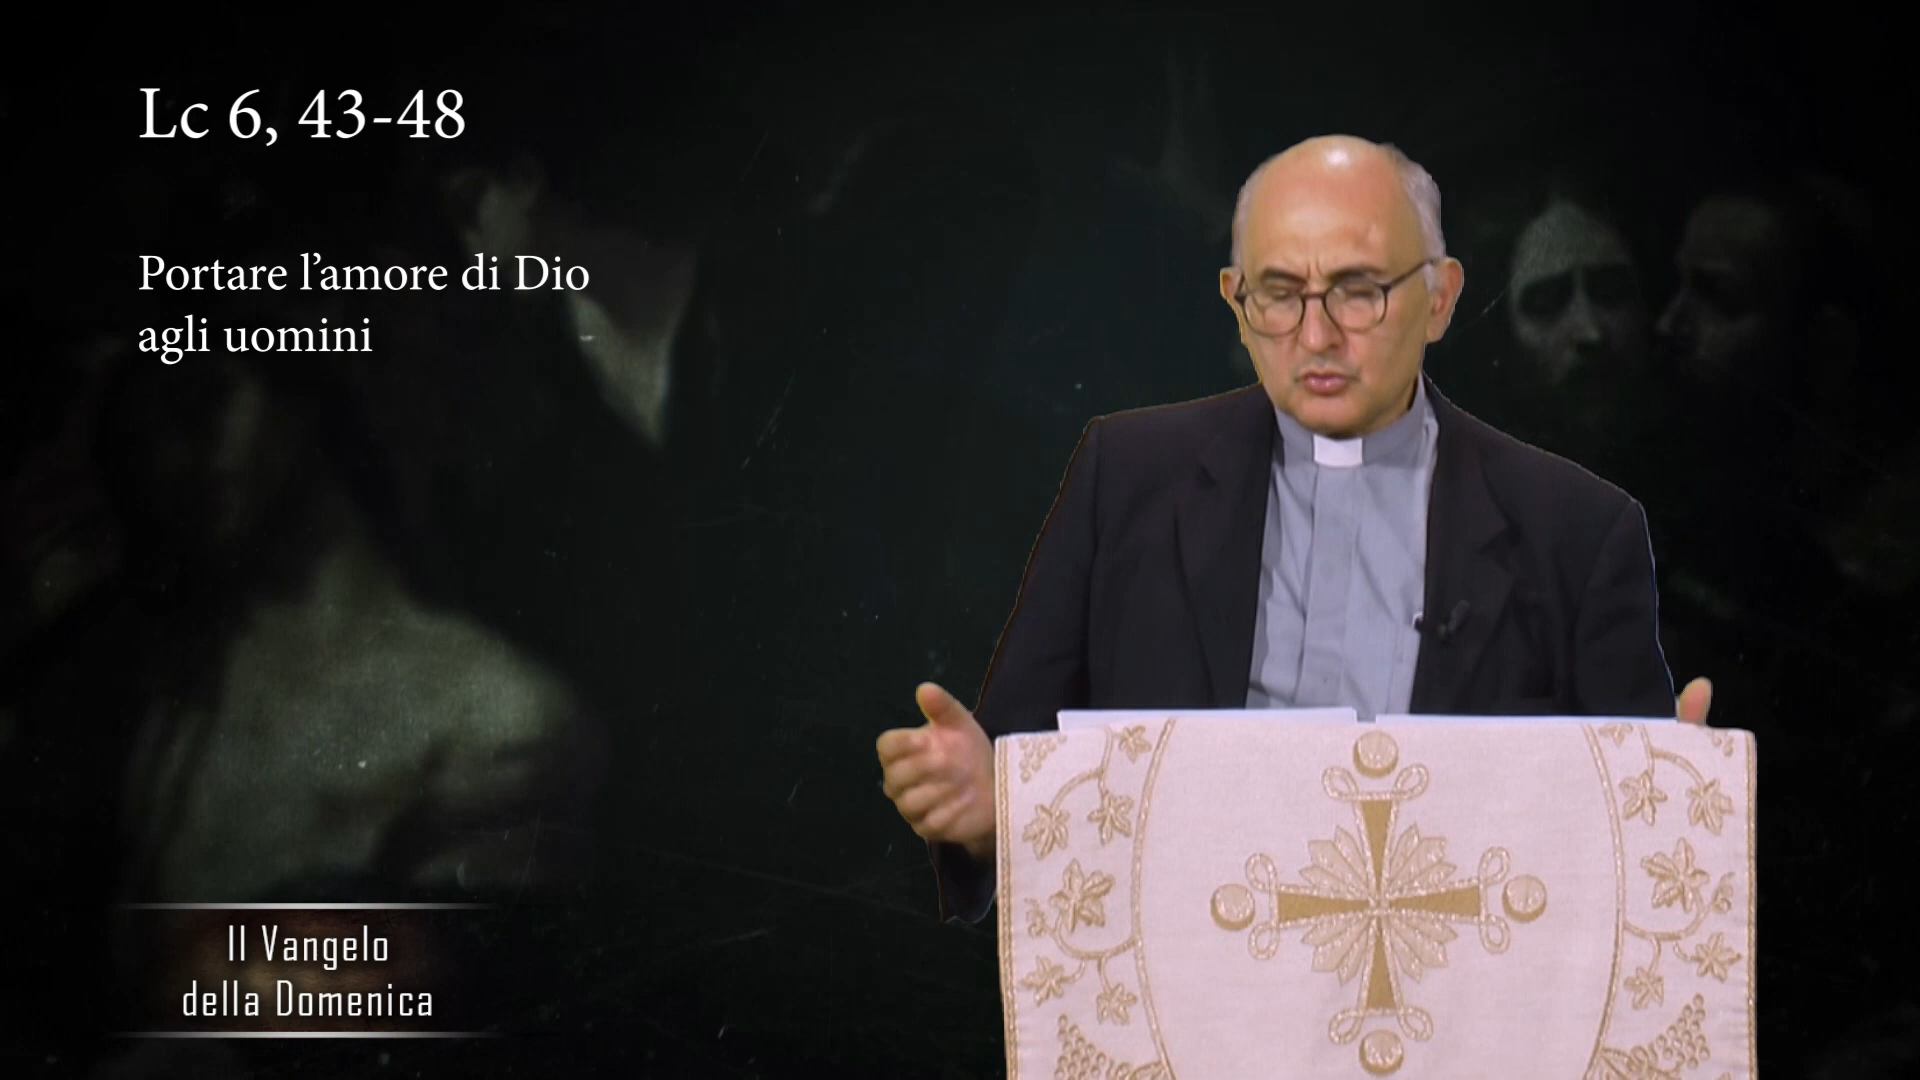 Lc 6, 43-48
Portare l’amore di Dio
agli uomini
Il Vangelo
della Domenica